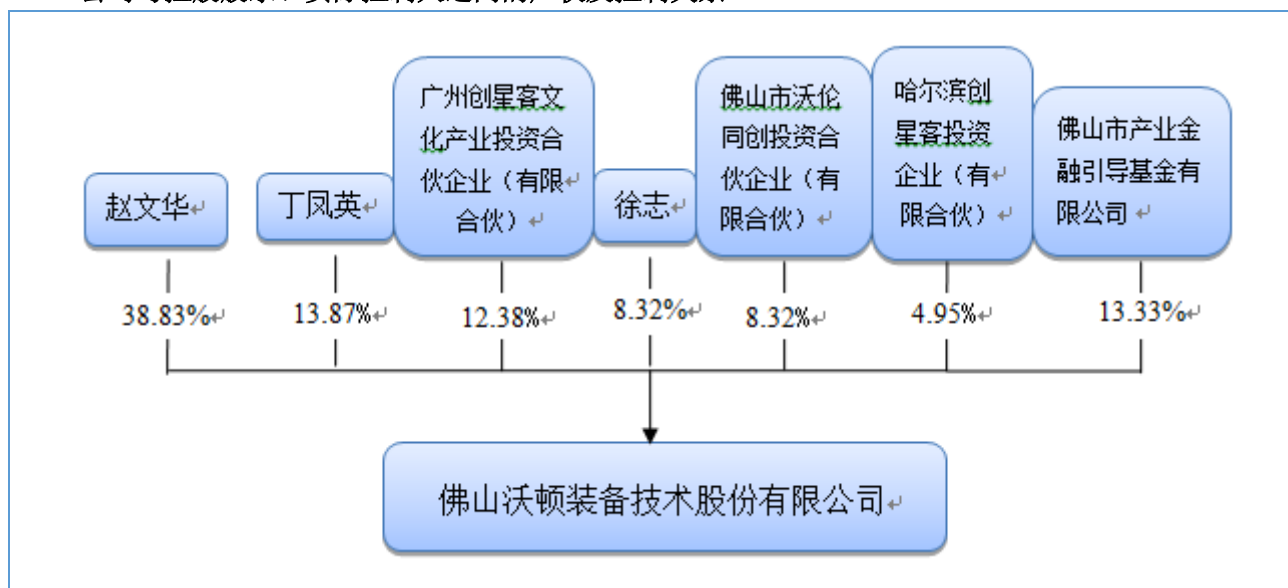 赵文华
丁凤英
广州创星客文
化产业投资合
伙企业（有限
合伙）
徐志
佛山市沃伦
同创投资合
伙企业（有
限合伙）
哈尔滨创
星客投资
企业（有
限合伙）
佛山市产业金
融引导基金有
限公司
38.83%
13.87%
12.38%
8.32%
8.32%
4.95%
13.33%
佛山沃顿装备技术股份有限公司